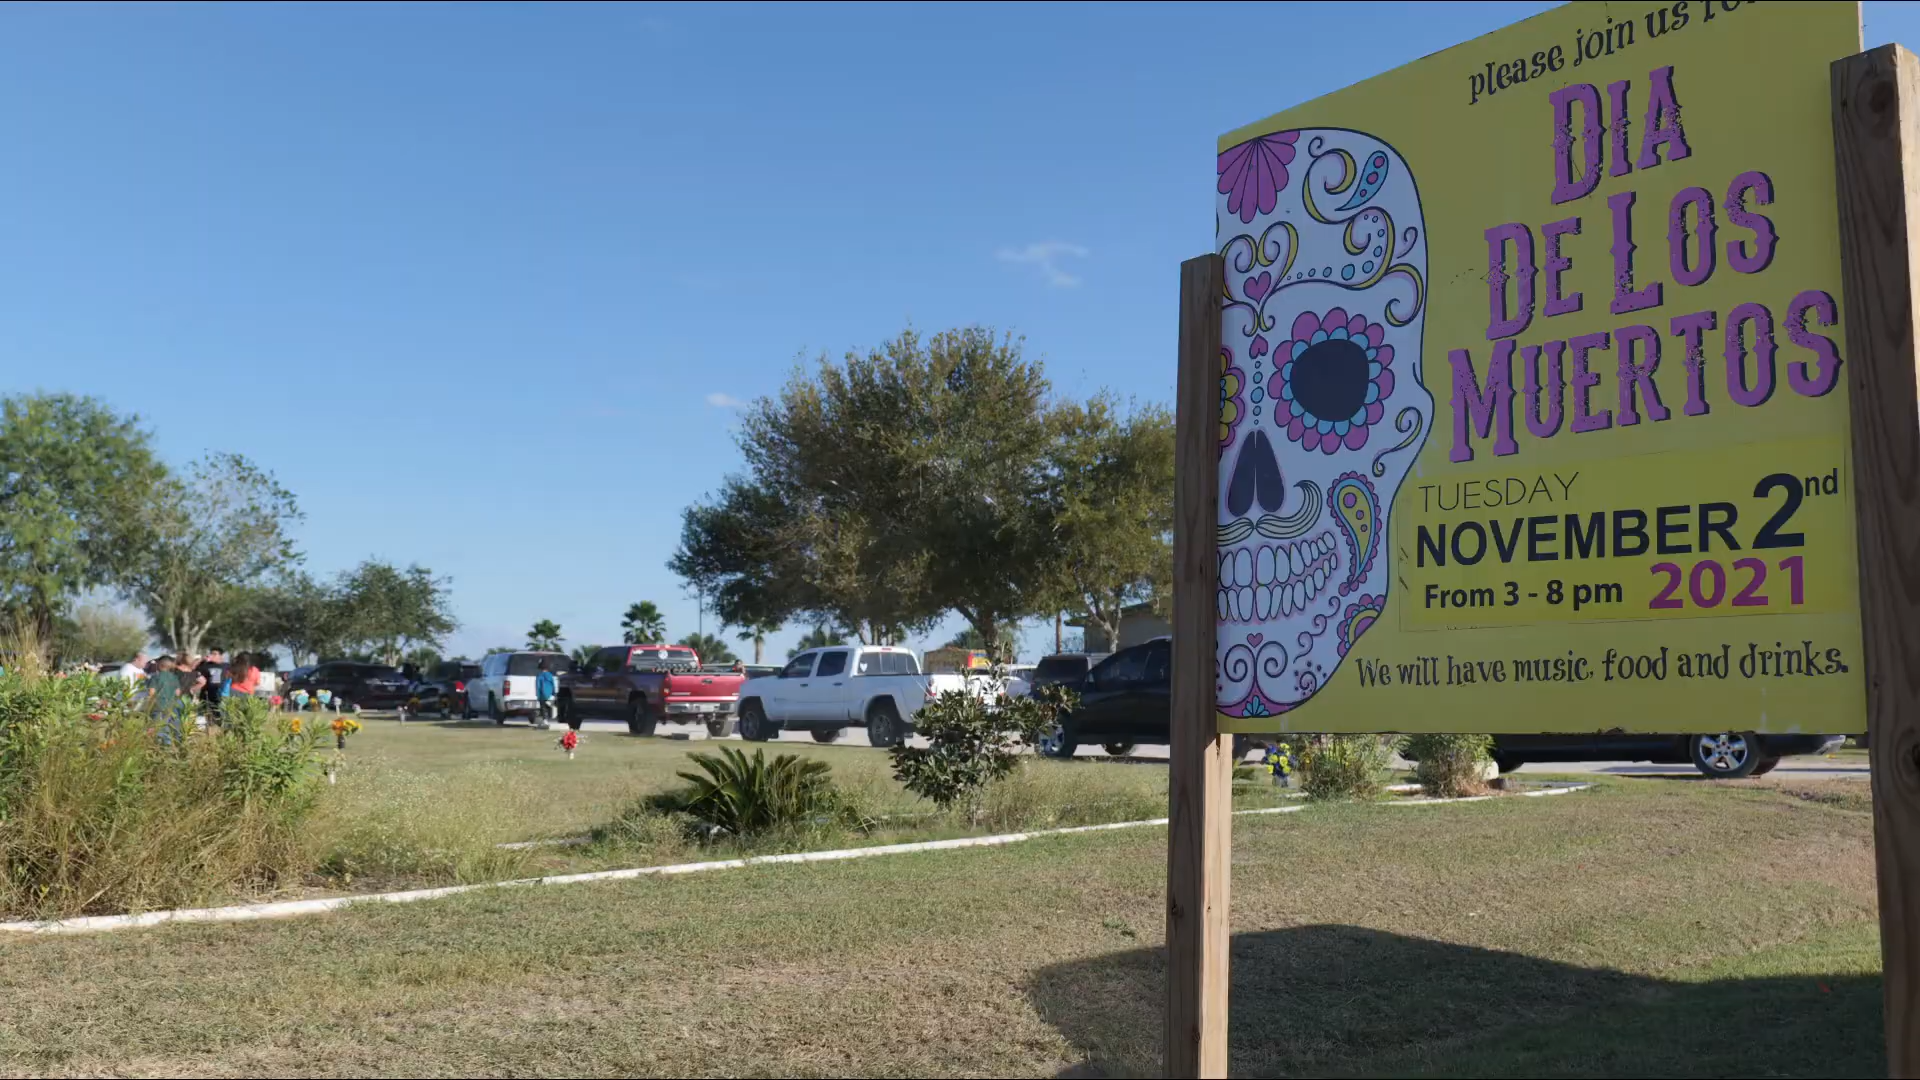 please join us for
DIA
DE LOS
MUERTOS
TUESDAY
NOVEMBER 2nd
From 3 - 8 pm 2021
We will have music, food and drinks.